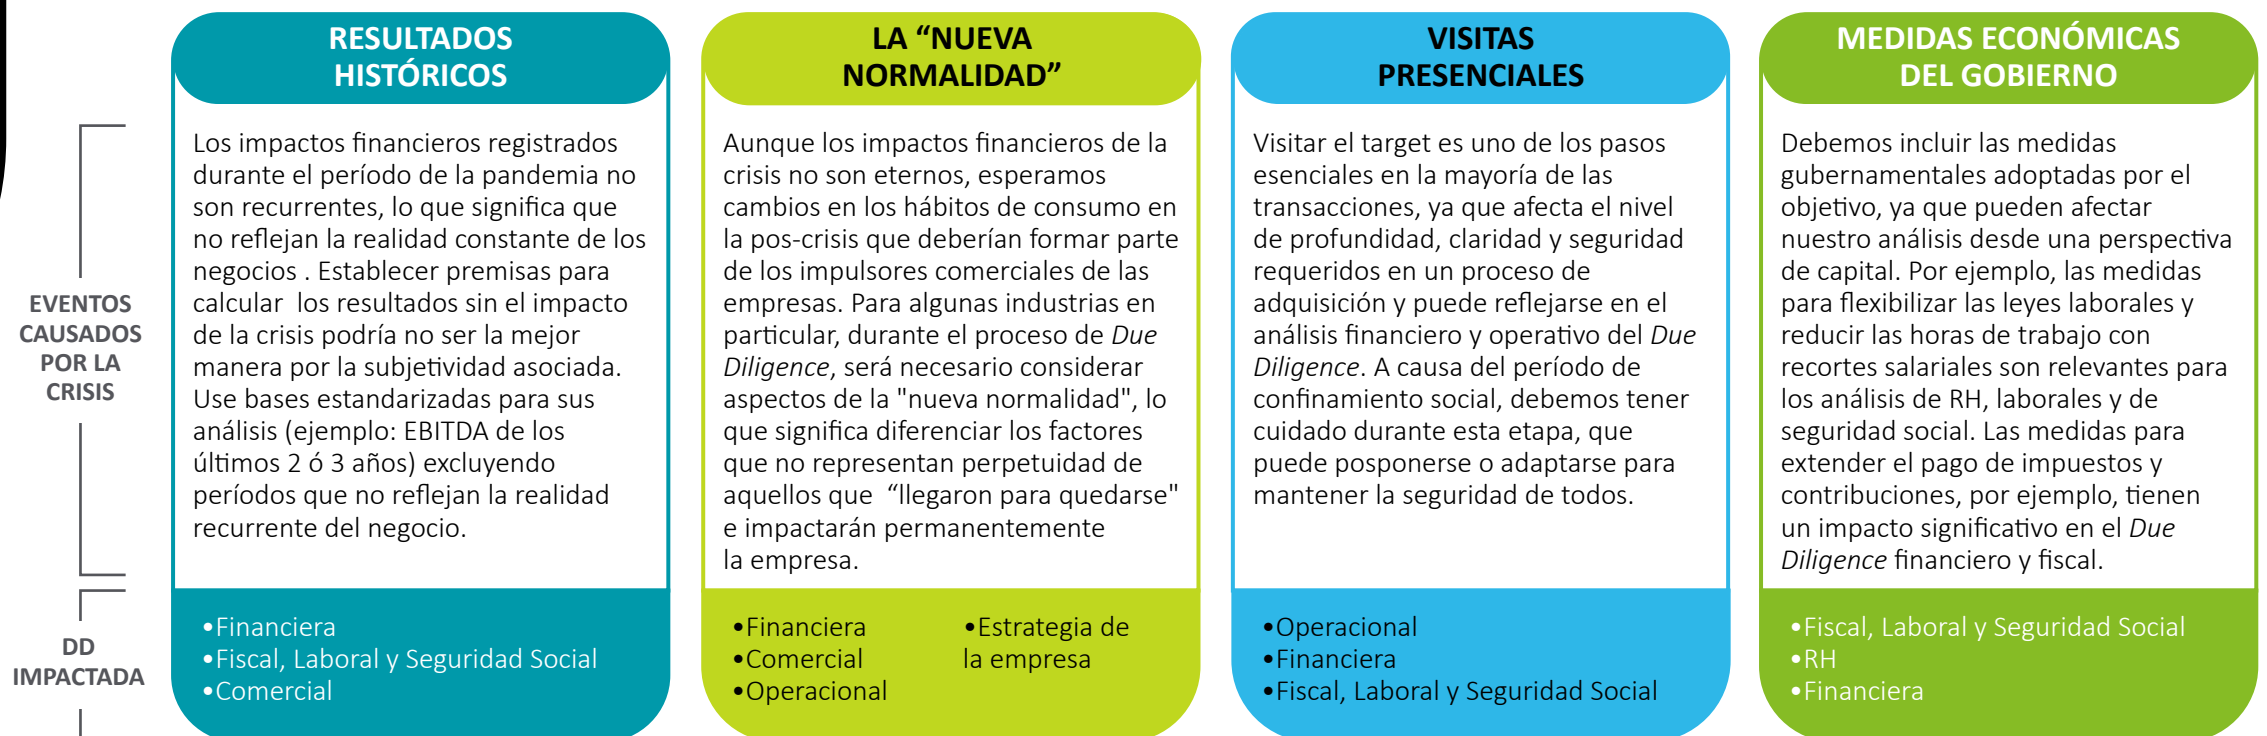 RESULTADOS
HISTÓRICOS
Los impactos financieros registrados
durante el período de la pandemia no
son recurrentes, lo que significa que
no reflejan la realidad constante de los
negocios . Establecer premisas para
calcular  los resultados sin el impacto
de la crisis podría no ser la mejor
manera por la subjetividad asociada.
Use bases estandarizadas para sus
análisis (ejemplo: EBITDA de los
últimos 2 ó 3 años) excluyendo
períodos que no reflejan la realidad
recurrente del negocio.
•Financiera
•Fiscal, Laboral y Seguridad Social
•Comercial
LA “NUEVA
NORMALIDAD”
Aunque los impactos financieros de la
crisis no son eternos, esperamos
cambios en los hábitos de consumo en
la pos-crisis que deberían formar parte
de los impulsores comerciales de las
empresas. Para algunas industrias en
particular, durante el proceso de Due
Diligence, será necesario considerar
aspectos de la "nueva normalidad", lo
que significa diferenciar los factores
que no representan perpetuidad de
aquellos que  “llegaron para quedarse"
e impactarán permanentemente
la empresa.
•Financiera
•Comercial
•Operacional
•Estrategia de
la empresa
VISITAS
PRESENCIALES
Visitar el target es uno de los pasos
esenciales en la mayoría de las
transacciones, ya que afecta el nivel
de profundidad, claridad y seguridad
requeridos en un proceso de
adquisición y puede reflejarse en el
análisis financiero y operativo del Due
Diligence. A causa del período de
confinamiento social, debemos tener
cuidado durante esta etapa, que
puede posponerse o adaptarse para
mantener la seguridad de todos.
•Operacional
•Financiera
•Fiscal, Laboral y Seguridad Social
MEDIDAS ECONÓMICAS
DEL GOBIERNO
Debemos incluir las medidas
gubernamentales adoptadas por el
objetivo, ya que pueden afectar
nuestro análisis desde una perspectiva
de capital. Por ejemplo, las medidas
para flexibilizar las leyes laborales y
reducir las horas de trabajo con
recortes salariales son relevantes para
los análisis de RH, laborales y de
seguridad social. Las medidas para
extender el pago de impuestos y
contribuciones, por ejemplo, tienen
un impacto significativo en el Due
Diligence financiero y fiscal.
•Fiscal, Laboral y Seguridad Social
•RH
•Financiera
EVENTOS
CAUSADOS
POR LA
CRISIS
DD
IMPACTADA